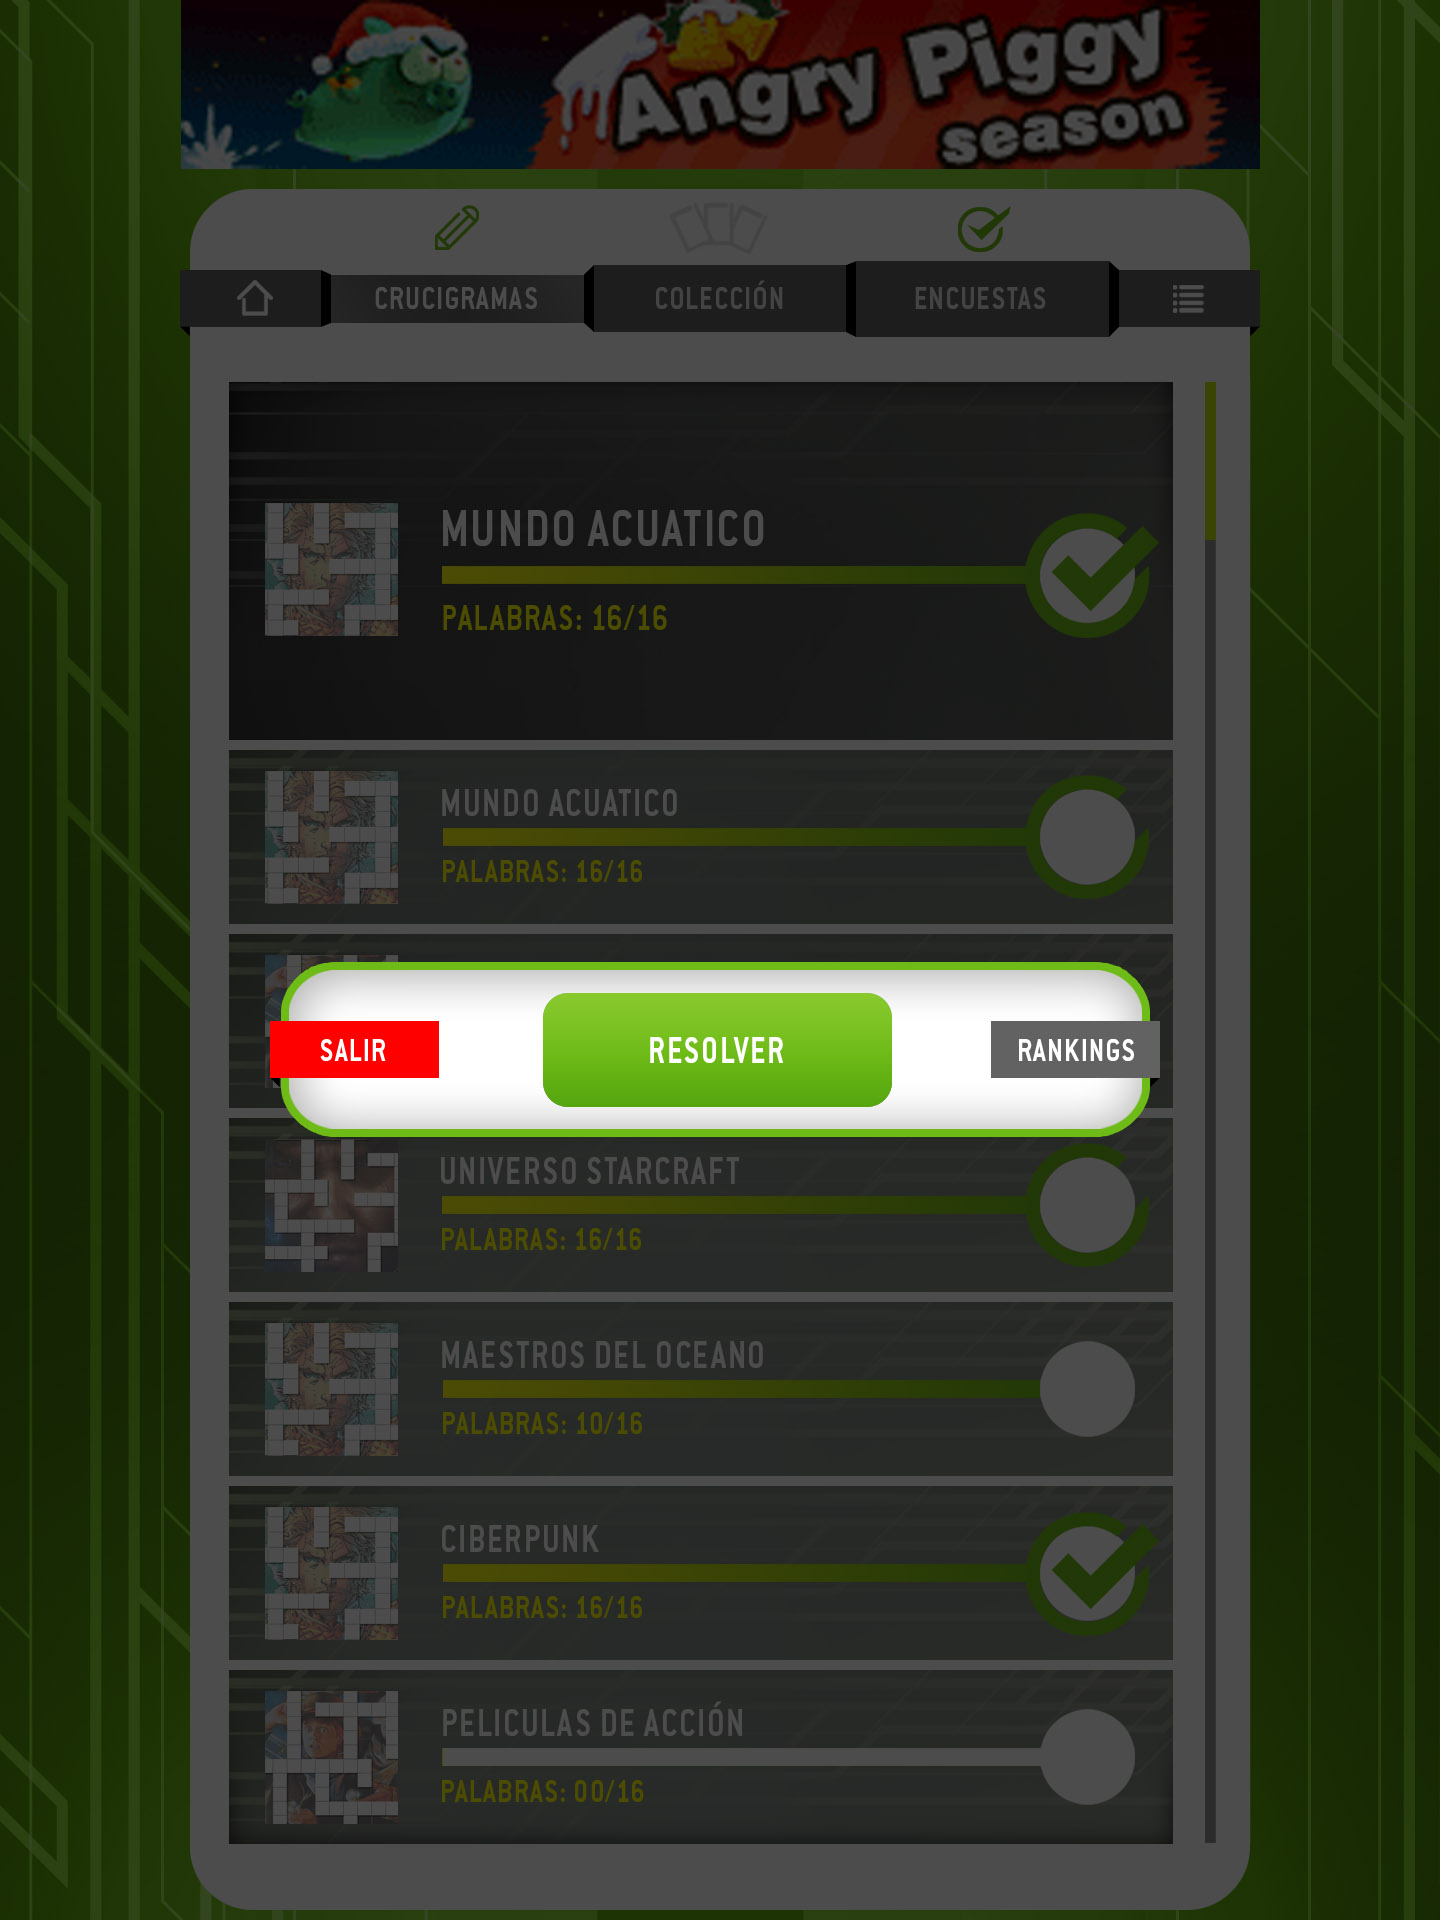 Angry Piggy
season
CRUCIGRAMAS
COLECCIÓN
ENCUESTAS
MUNDO ACUATICO
PALABRAS: 16/16
MUNDO ACUATICO
PALABRAS: 16/16
SALIR
RESOLVER
RANKINGS
UNIVERSO STARCRAFT
PALABRAS: 16/16
MAESTROS DEL OCEANO
PALABRAS: 10/16
CIBERPUNK
PALABRAS: 16/16
PELICULAS DE ACCIÓN
PALABRAS: 00/16